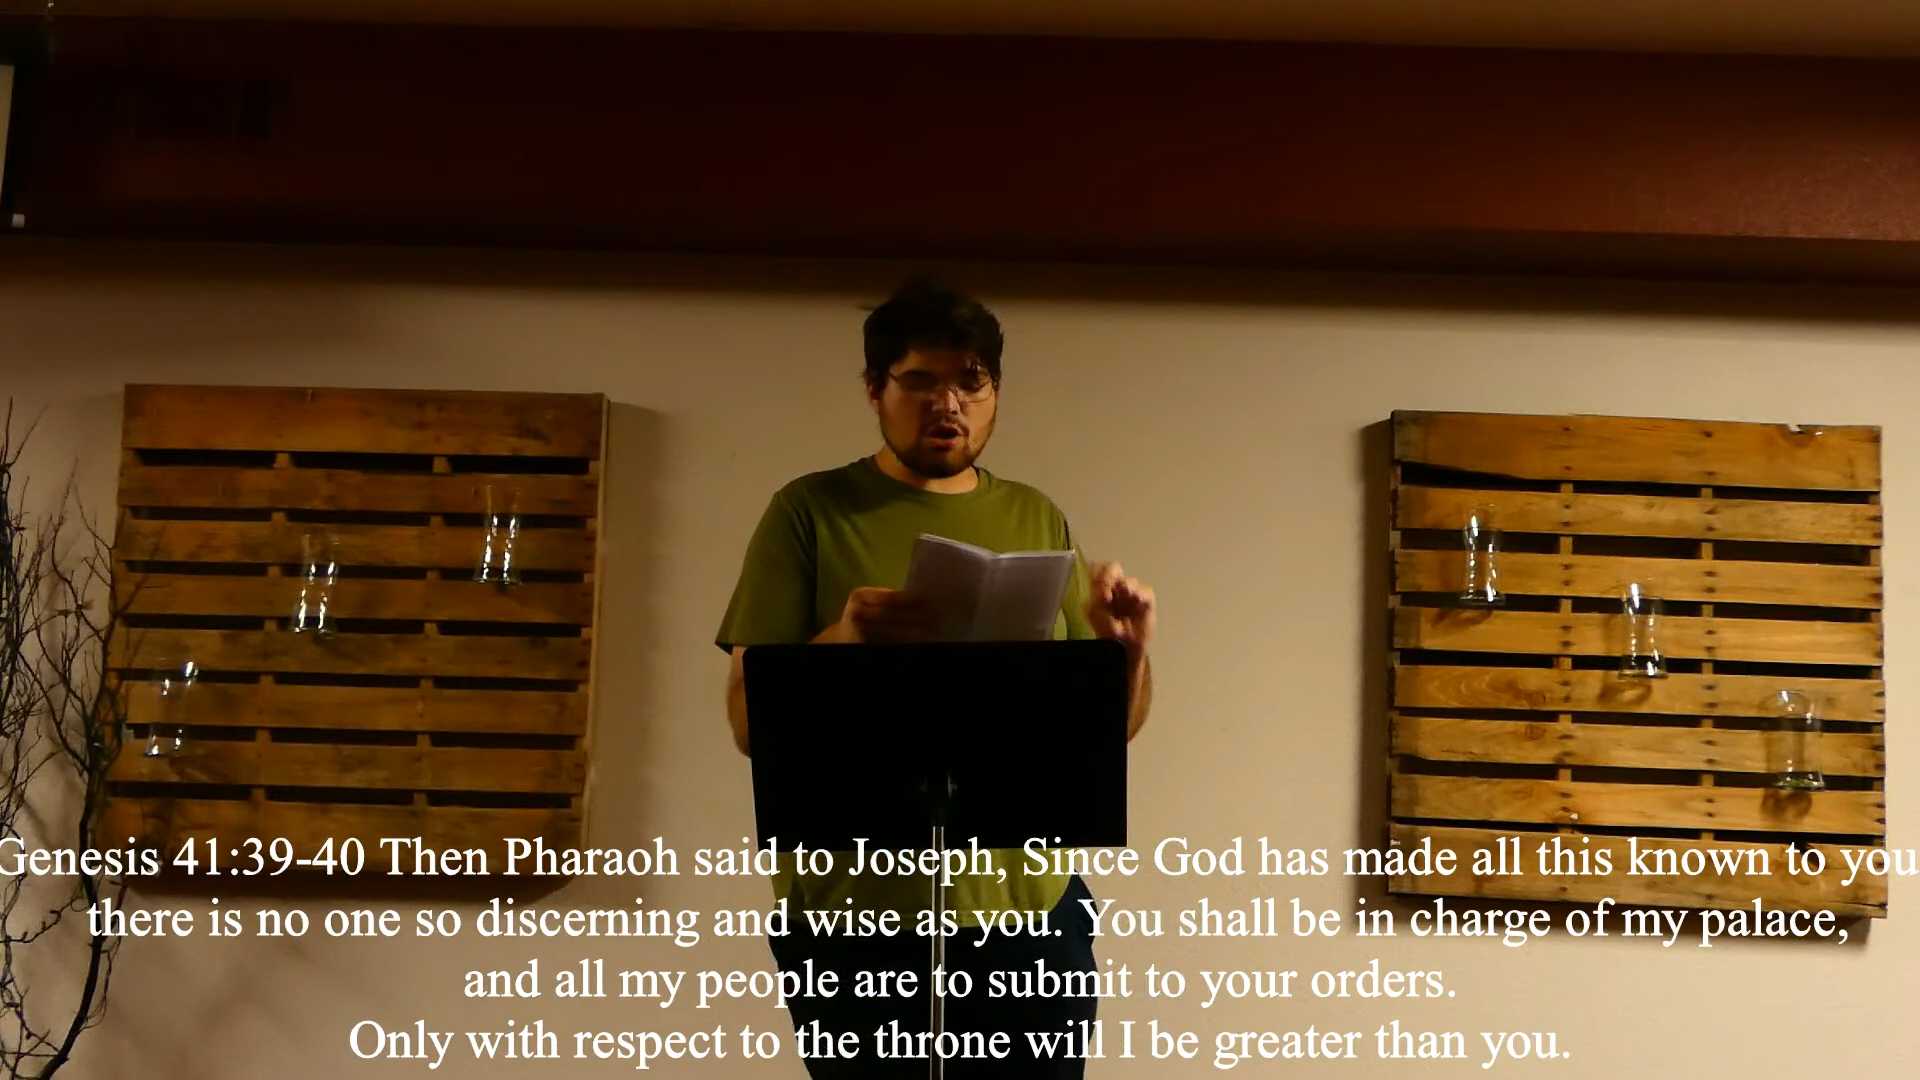 Genesis 41:39-40 Then Pharaoh said to Joseph, Since God has made all this known to you
there is no one so discerning and wise as you. You shall be in charge of my palace,
and all my people are to submit to your orders.
Only with respect to the throne will I be greater than you.